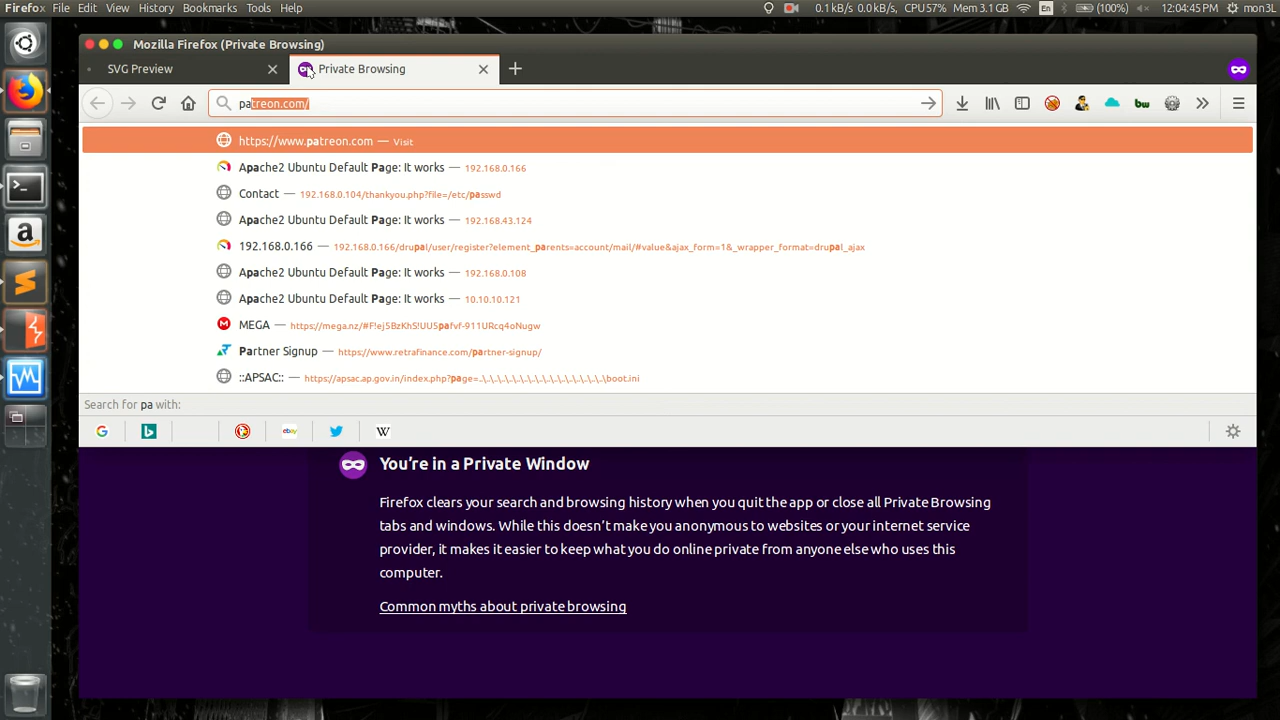 Firefox File Edit View History Bookmarks Tools Help 0.1 kB/s 0.0 kB/s, CPU57% Mem 3.1GB En (100%) 12:04:45 PM mon3L
Mozilla Firefox (Private Browsing)
SVG Preview Private Browsing
patreon.com/ bw
https://www.patreon.com — Visit
Apache2 Ubuntu Default Page: It works — 192.168.0.166
Contact — 192.168.0.104/thankyou.php?file=/etc/passwd
Apache2 Ubuntu Default Page: It works — 192.168.43.124
192.168.0.166 — 192.168.0.166/drupal/user/register?element_parents=account/mail/#value&ajax_form=1&_wrapper_format=drupal_ajax
Apache2 Ubuntu Default Page: It works — 192.168.0.108
Apache2 Ubuntu Default Page: It works — 10.10.10.121
MEGA — https://mega.nz/#F!ej5BzKhS!UU5pafvf-911URcq4oNugw
Partner Signup — https://www.retrafinance.com/partner-signup/
::APSAC:: — https://apsac.ap.gov.in/index.php?page=..\..\..\..\..\..\..\..\..\..\..\..\..\..\..\..\boot.ini
Search for pa with:
ebay W
You're in a Private Window
Firefox clears your search and browsing history when you quit the app or close all Private Browsing
tabs and windows. While this doesn't make you anonymous to websites or your internet service
provider, it makes it easier to keep what you do online private from anyone else who uses this
computer.
Common myths about private browsing